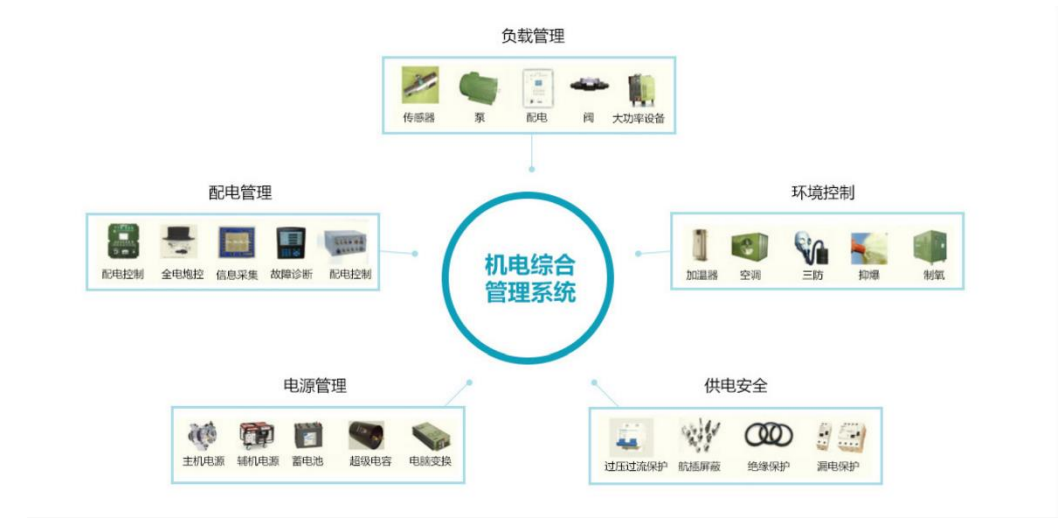 负载管理
传感器
泵
配电
阀
大功率设备
配电管理
配电控制
全电炮控
信息采集
故障诊断
配电控制
环境控制
加温器
空调
三防
抑爆
制氧
机电综合
管理系统
电源管理
主机电源
辅机电源
蓄电池
超级电容
电脑变换
供电安全
过压过流保护
航插屏蔽
绝缘保护
漏电保护